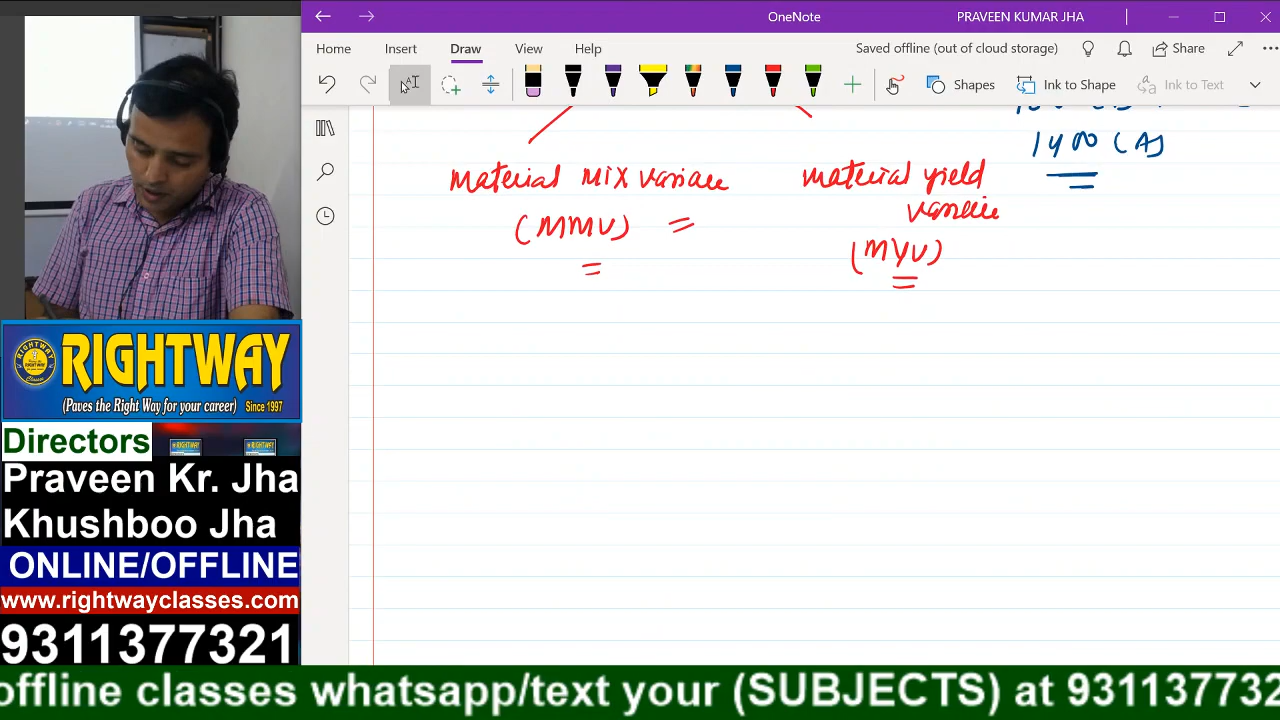 OneNote
PRAVEEN KUMAR JHA
Home
Insert
Draw
View
Help
Saved offline (out of cloud storage)
Share
Shapes
Ink to Shape
Ink to Text
1400 (A)
material mix variance
(MMV) =
=
material yield
variance
(MYV)
RIGHTWAY
(Paves the Right Way for your career) Since 1997
Directors
Praveen Kr. Jha
Khushboo Jha
ONLINE/OFFLINE
www.rightwayclasses.com
9311377321
offline classes whatsapp/text your (SUBJECTS) at 931137732